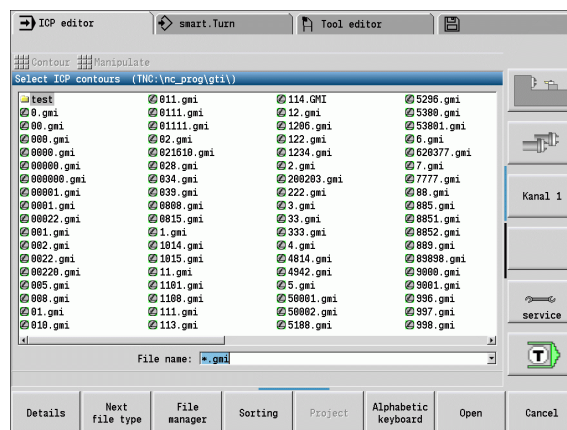 ICP editor
smart.Turn
Tool editor
Contour
Manipulate
Select ICP contours (TNC:\nc_prog\gti\)
test
0.gmi
00.gmi
000.gmi
0000.gmi
00000.gmi
000000.gmi
00001.gmi
0001.gmi
00022.gmi
001.gmi
002.gmi
0022.gmi
00220.gmi
005.gmi
008.gmi
01.gmi
010.gmi
011.gmi
0111.gmi
01111.gmi
02.gmi
021610.gmi
028.gmi
034.gmi
039.gmi
0808.gmi
0815.gmi
1.gmi
1014.gmi
1015.gmi
11.gmi
1101.gmi
1108.gmi
111.gmi
113.gmi
114.GMI
12.gmi
1206.gmi
122.gmi
1234.gmi
2.gmi
200203.gmi
222.gmi
3.gmi
33.gmi
333.gmi
4.gmi
4814.gmi
4942.gmi
5.gmi
50001.gmi
50002.gmi
5188.gmi
5296.gmi
5380.gmi
53801.gmi
6.gmi
620377.gmi
7.gmi
7777.gmi
88.gmi
885.gmi
8851.gmi
8852.gmi
889.gmi
89898.gmi
9000.gmi
9001.gmi
996.gmi
997.gmi
998.gmi
File name: *.gmi
Kanal 1
service
T
Details
Next file type
File manager
Sorting
Project
Alphabetic keyboard
Open
Cancel